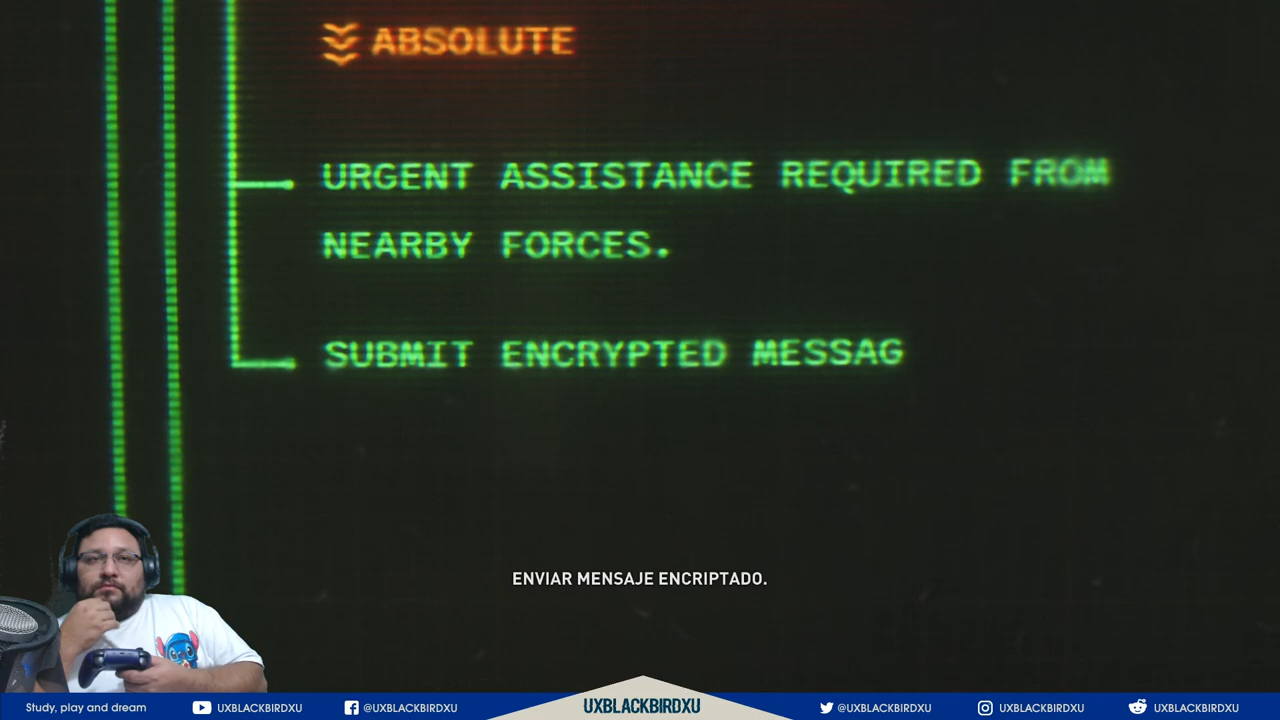 ABSOLUTE
URGENT ASSISTANCE REQUIRED FROM
NEARBY FORCES.
SUBMIT ENCRYPTED MESSAG
ENVIAR MENSAJE ENCRIPTADO.
Study, play and dream
UXBLACKBIRDXU
@UXBLACKBIRDXU
UXBLACKBIRDXU
@UXBLACKBIRDXU
UXBLACKBIRDXU
UXBLACKBIRDXU